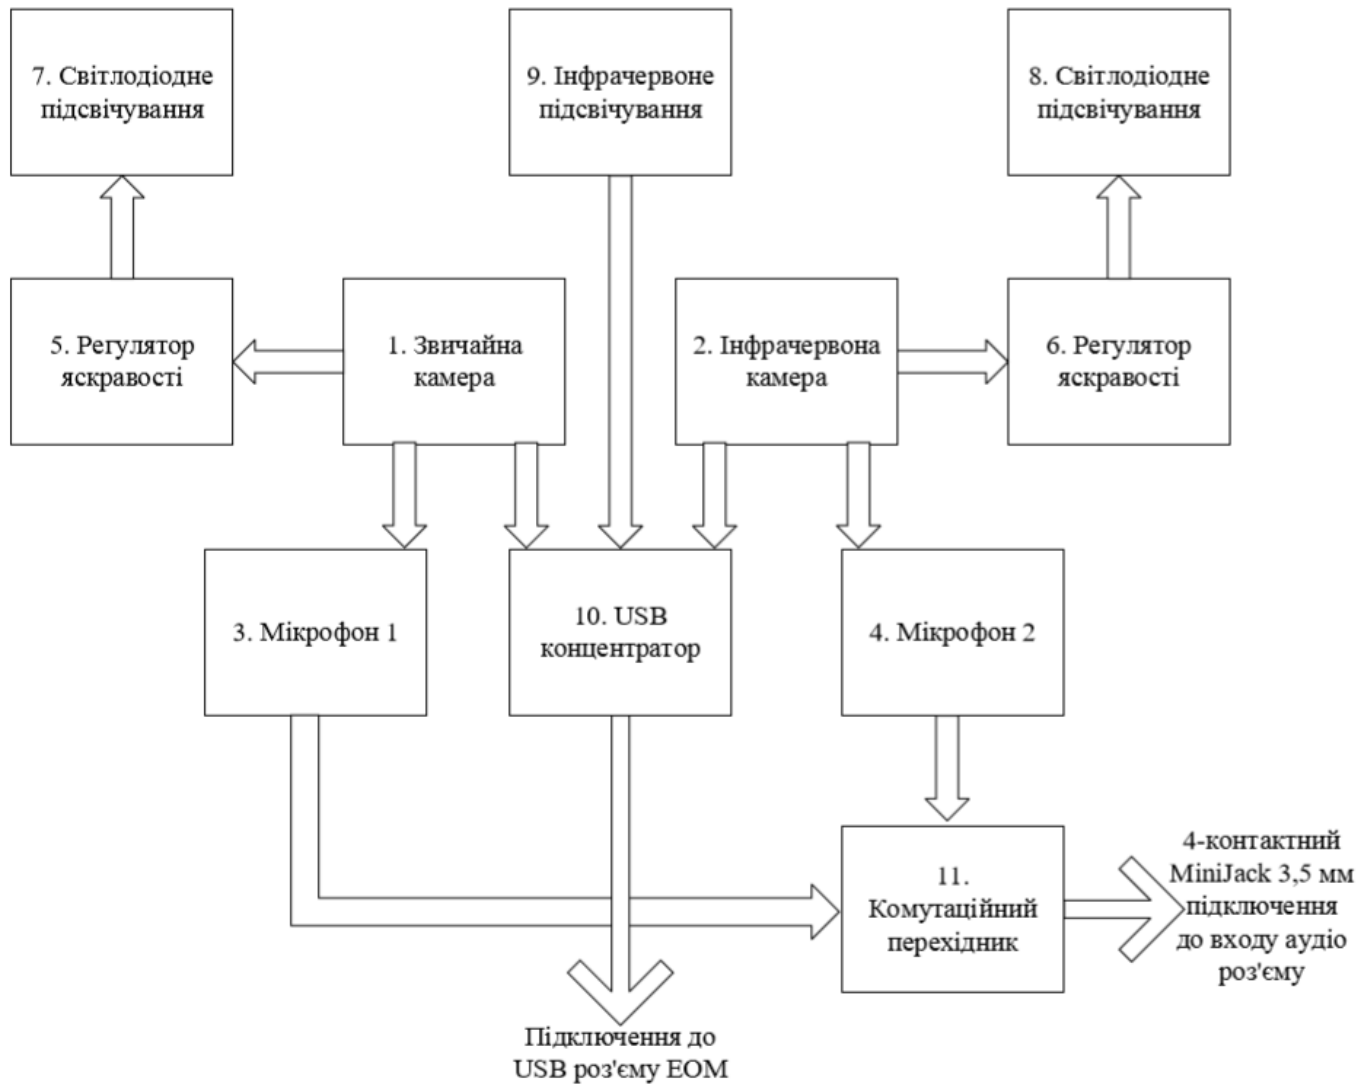 7. Світлодіодне
підсвічування
9. Інфрачервоне
підсвічування
8. Світлодіодне
підсвічування
5. Регулятор
яскравості
1. Звичайна
камера
2. Інфрачервона
камера
6. Регулятор
яскравості
3. Мікрофон 1
10. USB
концентратор
4. Мікрофон 2
11.
Комутаційний
перехідник
4-контактний
MiniJack 3,5 мм
підключення
до входу аудіо
роз'єму
Підключення до
USB роз'єму ЕОМ